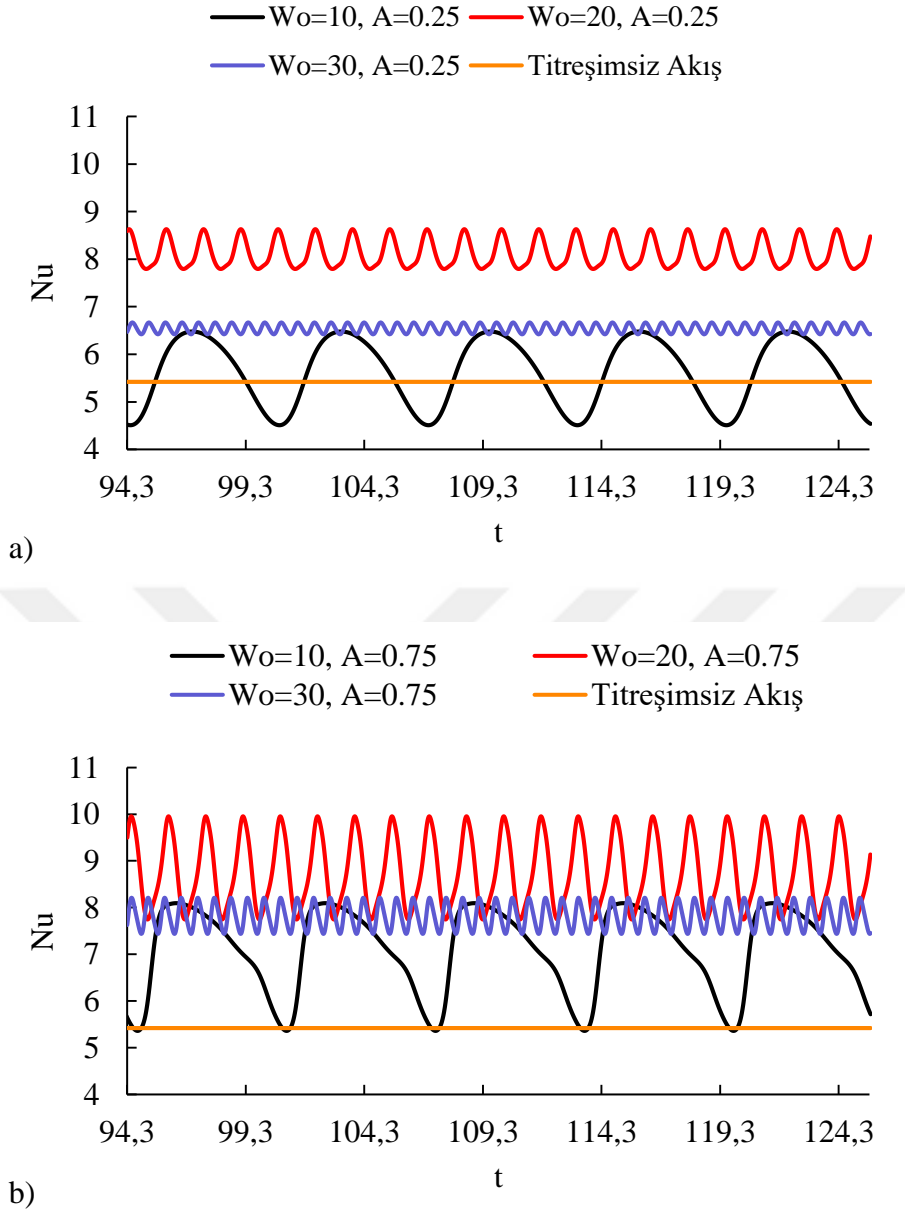 Wo=10, A=0.25 Wo=20, A=0.25
Wo=30, A=0.25 Titreşimsiz Akış
11
10
9
8
7
6
5
4
Nu
94,3 99,3 104,3 109,3 114,3 119,3 124,3
t
a)
Wo=10, A=0.75 Wo=20, A=0.75
Wo=30, A=0.75 Titreşimsiz Akış
11
10
9
8
7
6
5
4
Nu
94,3 99,3 104,3 109,3 114,3 119,3 124,3
t
b)